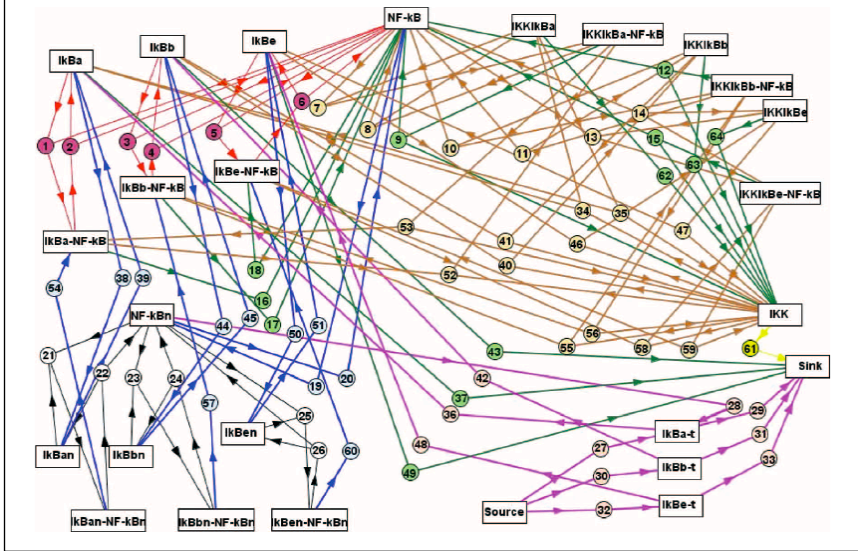 NF-kB
IKKIkBa
IKKIkBa-NF-kB
IkBa
IkBb
IkBe
IKKIkBb
12
IKKIkBb-NF-kB
6
7
IKKIkBe
14
8
5
13
15
64
1
2
3
4
9
10
11
63
IkBe-NF-kB
62
IkBb-NF-kB
IKKIkBe-NF-kB
34
35
53
47
IkBa-NF-kB
41
46
18
40
52
38
39
54
16
NF-kBn
IKK
45
17
44
51
50
56
21
43
55
58
59
61
22
23
24
42
20
19
Sink
37
57
28
36
25
29
IkBen
IkBa-t
31
48
27
26
60
IkBan
IkBbn
33
IkBb-t
49
30
IkBe-t
Source
32
IkBan-NF-kBn
IkBbn-NF-kBn
IkBen-NF-kBn